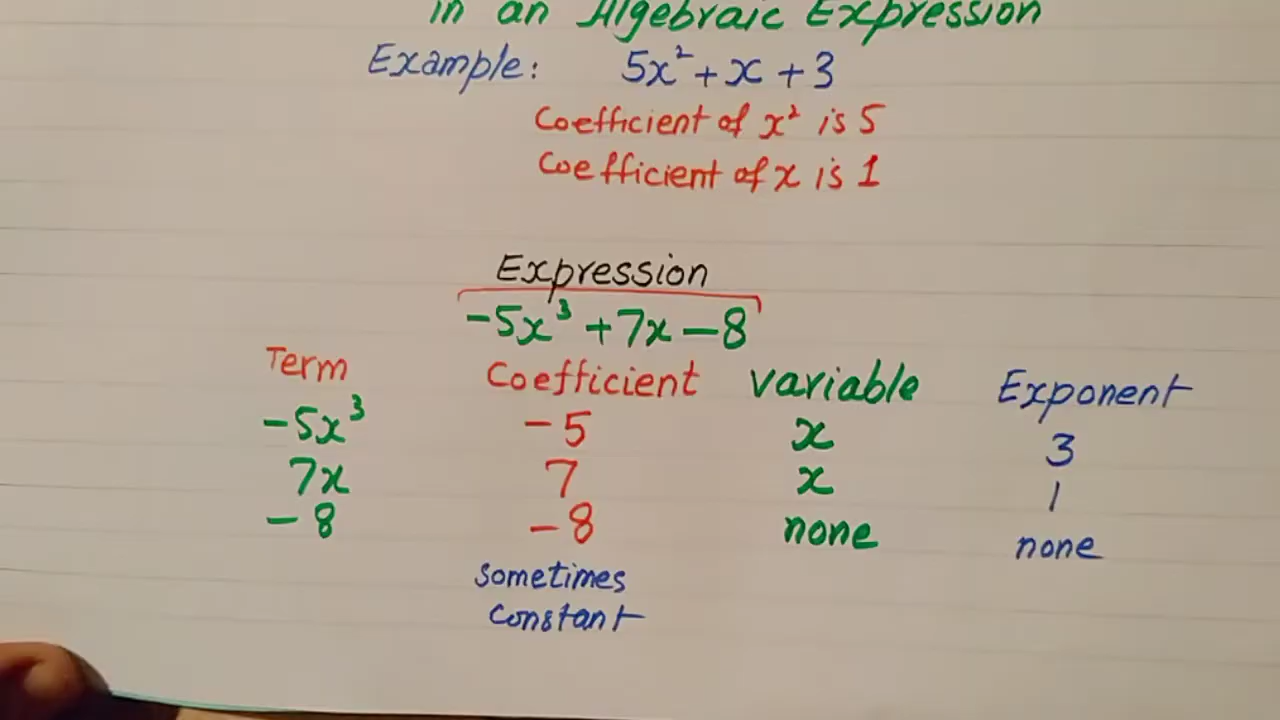 in an Algebraic Expression
Example: 5x² + x + 3
Coefficient of x² is 5
Coefficient of x is 1
Expression
-5x³ + 7x - 8
Term Coefficient variable Exponent
-5x³ -5 x 3
7x 7 x 1
-8 -8 none none
Sometimes
Constant